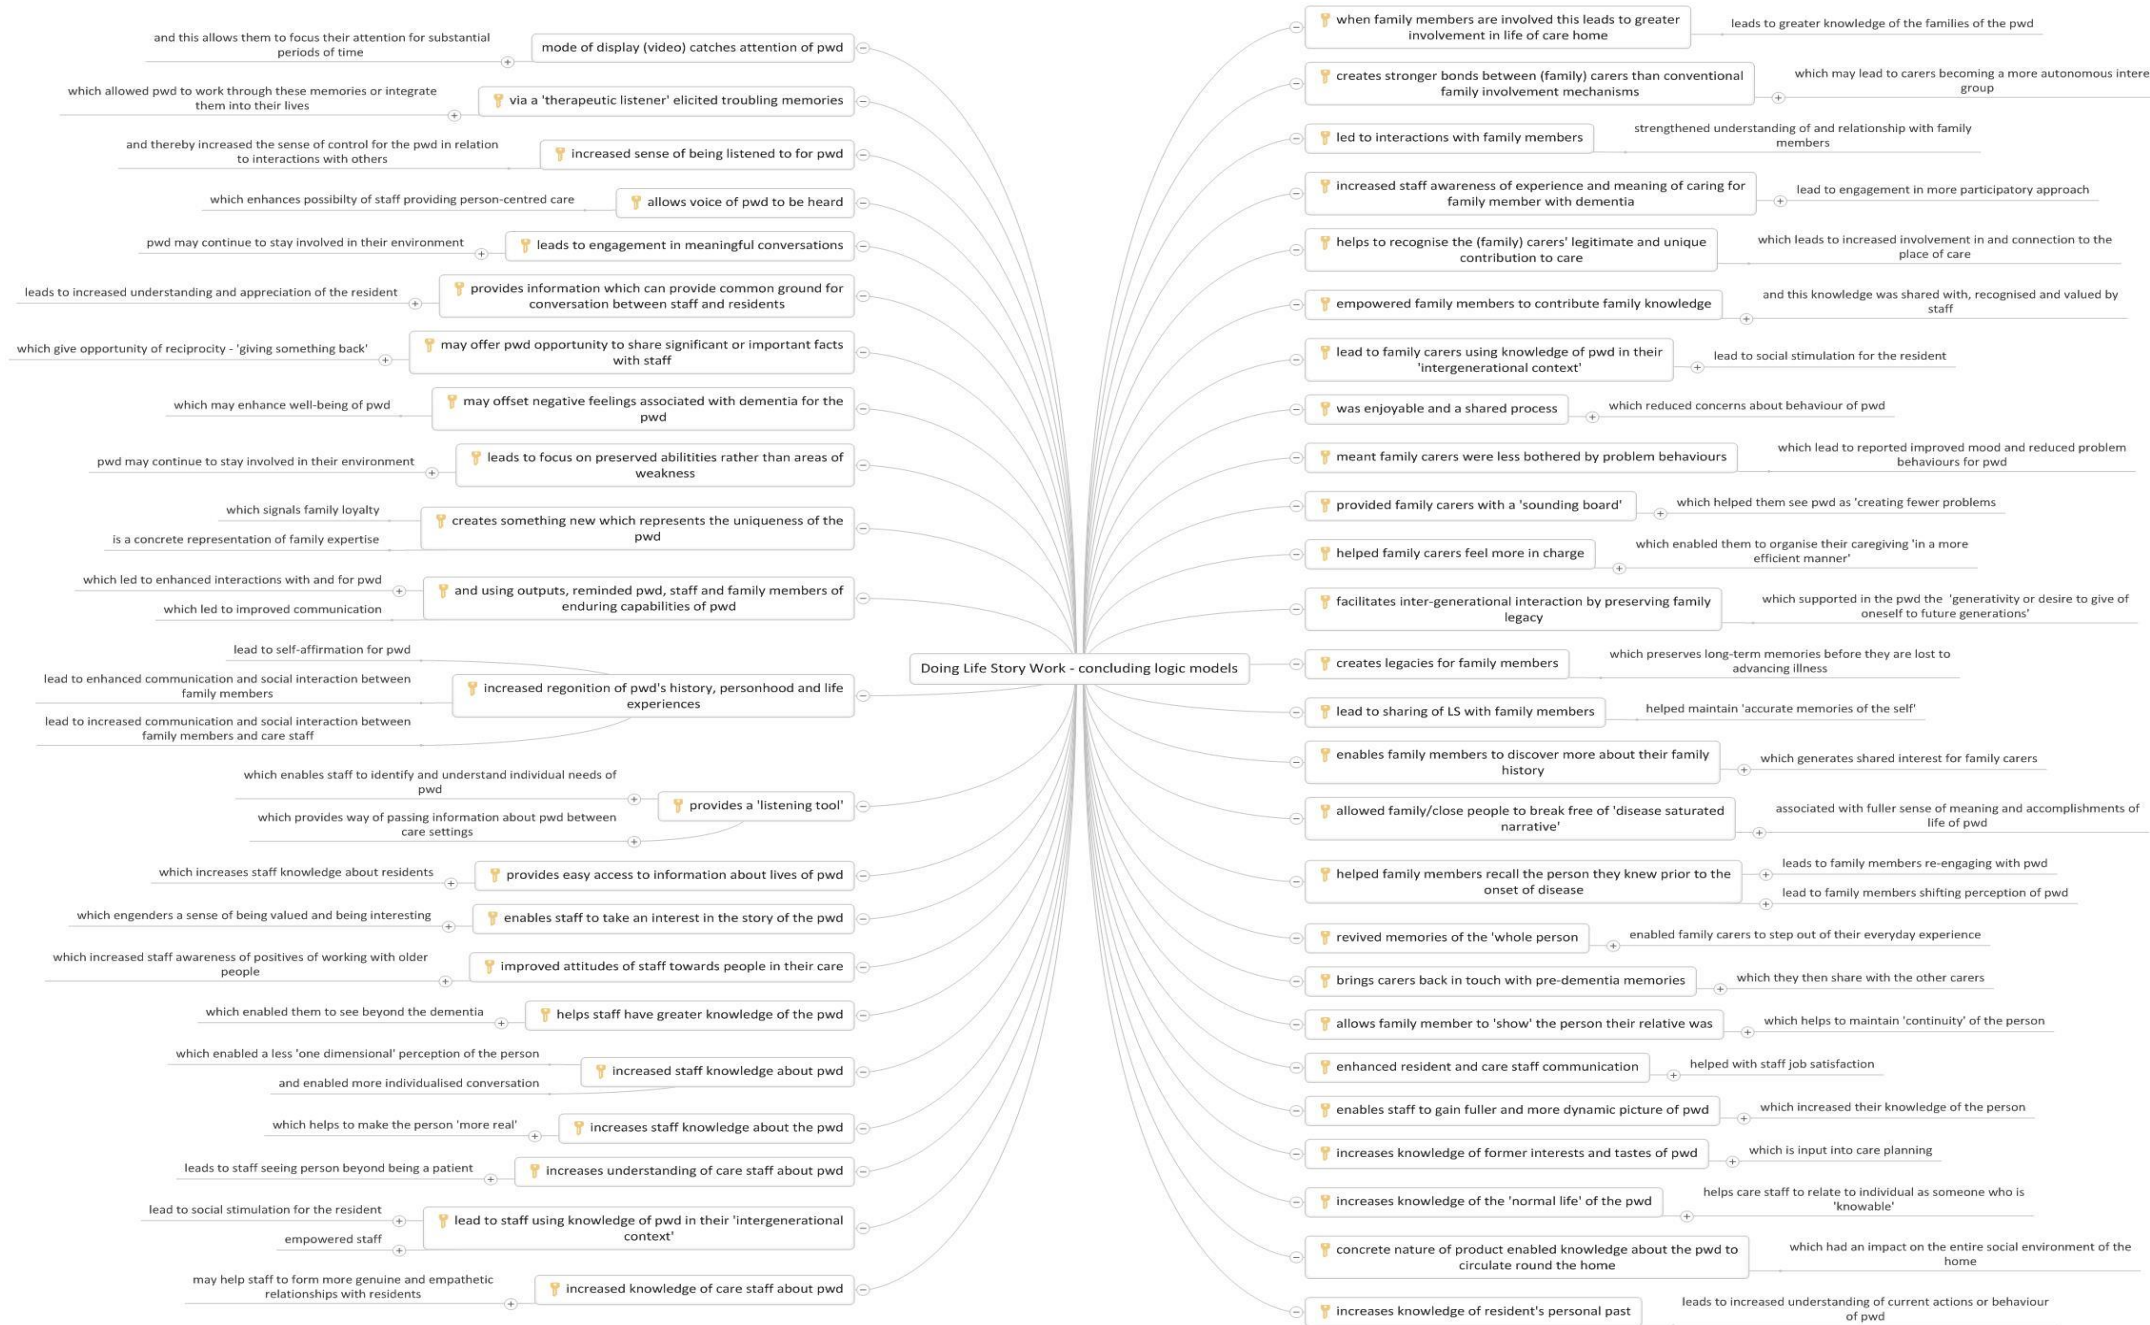 and this allows them to focus their attention for substantial
periods of time
mode of display (video) catches attention of pwd
which allowed pwd to work through these memories or integrate
them into their lives
via a 'therapeutic listener' elicited troubling memories
and thereby increased the sense of control for the pwd in relation
to interactions with others
increased sense of being listened to for pwd
which enhances possibilty of staff providing person-centred care
allows voice of pwd to be heard
pwd may continue to stay involved in their environment
leads to engagement in meaningful conversations
leads to increased understanding and appreciation of the resident
provides information which can provide common ground for
conversation between staff and residents
which give opportunity of reciprocity - 'giving something back'
may offer pwd opportunity to share significant or important facts
with staff
which may enhance well-being of pwd
may offset negative feelings associated with dementia for the
pwd
pwd may continue to stay involved in their environment
leads to focus on preserved abilitities rather than areas of
weakness
which signals family loyalty
is a concrete representation of family expertise
creates something new which represents the uniqueness of the
pwd
which led to enhanced interactions with and for pwd
which led to improved communication
and using outputs, reminded pwd, staff and family members of
enduring capabilities of pwd
lead to self-affirmation for pwd
lead to enhanced communication and social interaction between
family members
lead to increased communication and social interaction between
family members and care staff
increased regonition of pwd's history, personhood and life
experiences
which enables staff to identify and understand individual needs of
pwd
which provides way of passing information about pwd between
care settings
provides a 'listening tool'
which increases staff knowledge about residents
provides easy access to information about lives of pwd
which engenders a sense of being valued and being interesting
enables staff to take an interest in the story of the pwd
which increased staff awareness of positives of working with older
people
improved attitudes of staff towards people in their care
which enabled them to see beyond the dementia
helps staff have greater knowledge of the pwd
which enabled a less 'one dimensional' perception of the person
and enabled more individualised conversation
increased staff knowledge about pwd
which helps to make the person 'more real'
increases staff knowledge about the pwd
leads to staff seeing person beyond being a patient
increases understanding of care staff about pwd
lead to social stimulation for the resident
empowered staff
lead to staff using knowledge of pwd in their 'intergenerational
context'
may help staff to form more genuine and empathetic
relationships with residents
increased knowledge of care staff about pwd
Doing Life Story Work - concluding logic models
when family members are involved this leads to greater
involvement in life of care home
leads to greater knowledge of the families of the pwd
creates stronger bonds between (family) carers than conventional
family involvement mechanisms
which may lead to carers becoming a more autonomous intere
group
led to interactions with family members
strengthened understanding of and relationship with family
members
increased staff awareness of experience and meaning of caring for
family member with dementia
lead to engagement in more participatory approach
helps to recognise the (family) carers' legitimate and unique
contribution to care
which leads to increased involvement in and connection to the
place of care
empowered family members to contribute family knowledge
and this knowledge was shared with, recognised and valued by
staff
lead to family carers using knowledge of pwd in their
'intergenerational context'
lead to social stimulation for the resident
was enjoyable and a shared process
which reduced concerns about behaviour of pwd
meant family carers were less bothered by problem behaviours
which lead to reported improved mood and reduced problem
behaviours for pwd
provided family carers with a 'sounding board'
which helped them see pwd as 'creating fewer problems
helped family carers feel more in charge
which enabled them to organise their caregiving 'in a more
efficient manner'
facilitates inter-generational interaction by preserving family
legacy
which supported in the pwd the 'generativity or desire to give of
oneself to future generations'
creates legacies for family members
which preserves long-term memories before they are lost to
advancing illness
lead to sharing of LS with family members
helped maintain 'accurate memories of the self'
enables family members to discover more about their family
history
which generates shared interest for family carers
allowed family/close people to break free of 'disease saturated
narrative'
associated with fuller sense of meaning and accomplishments of
life of pwd
helped family members recall the person they knew prior to the
onset of disease
leads to family members re-engaging with pwd
lead to family members shifting perception of pwd
revived memories of the 'whole person
enabled family carers to step out of their everyday experience
brings carers back in touch with pre-dementia memories
which they then share with the other carers
allows family member to 'show' the person their relative was
which helps to maintain 'continuity' of the person
enhanced resident and care staff communication
helped with staff job satisfaction
enables staff to gain fuller and more dynamic picture of pwd
which increased their knowledge of the person
increases knowledge of former interests and tastes of pwd
which is input into care planning
increases knowledge of the 'normal life' of the pwd
helps care staff to relate to individual as someone who is
'knowable'
concrete nature of product enabled knowledge about the pwd to
circulate round the home
which had an impact on the entire social environment of the
home
increases knowledge of resident's personal past
leads to increased understanding of current actions or behaviour
of pwd